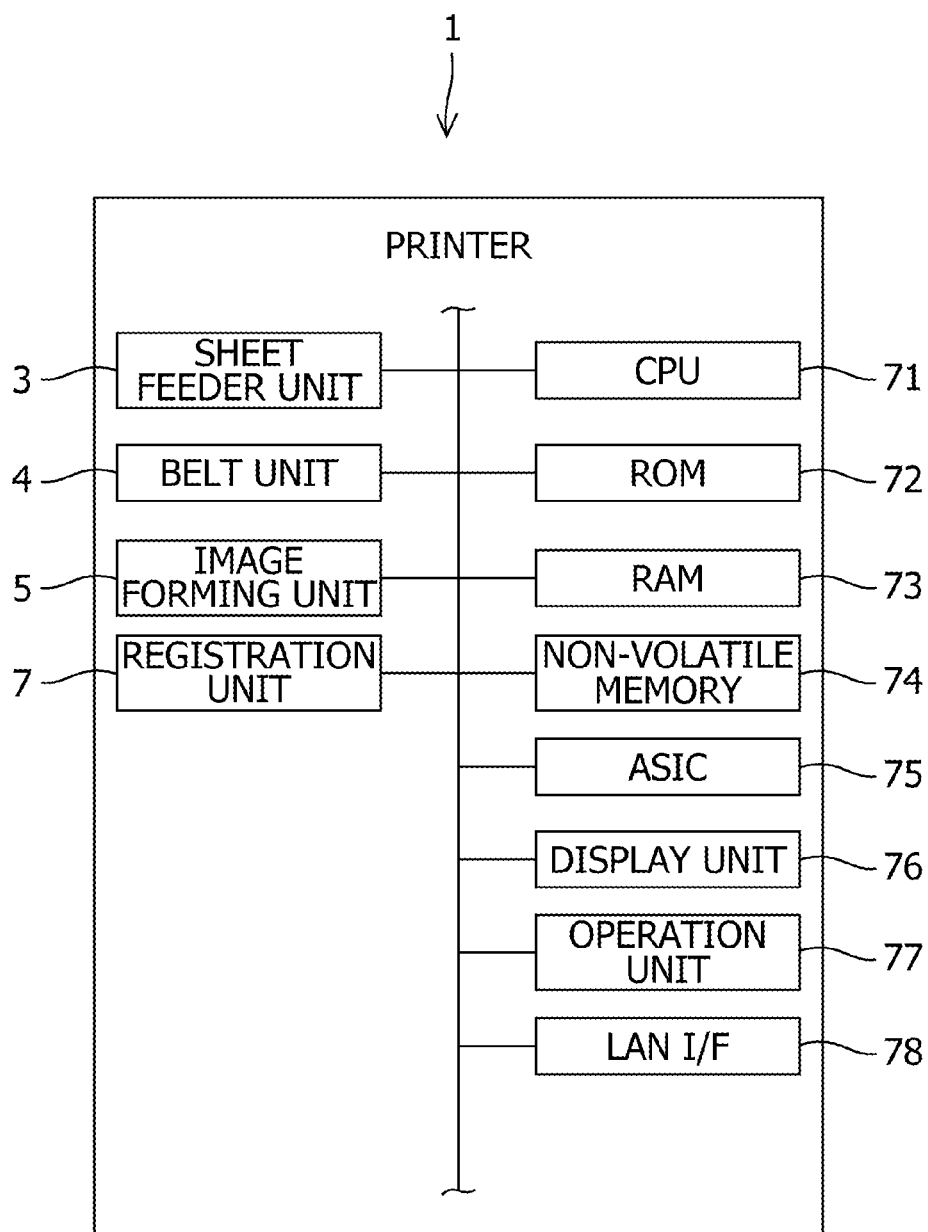 1
PRINTER
3
SHEET
FEEDER UNIT
CPU
71
4
BELT UNIT
ROM
72
5
IMAGE
FORMING UNIT
RAM
73
7
REGISTRATION
UNIT
NON-VOLATILE
MEMORY
74
ASIC
75
DISPLAY UNIT
76
OPERATION
UNIT
77
LAN I/F
78